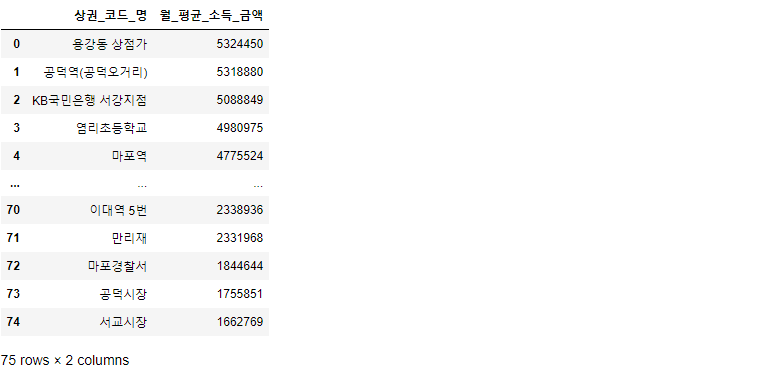 상권_코드_명 월_평균_소득_금액
0 용강동 상점가 5324450
1 공덕역(공덕오거리) 5318880
2 KB국민은행 서강지점 5088849
3 염리초등학교 4980975
4 마포역 4775524
... ... ...
70 이대역 5번 2338936
71 만리재 2331968
72 마포경찰서 1844644
73 공덕시장 1755851
74 서교시장 1662769
75 rows × 2 columns